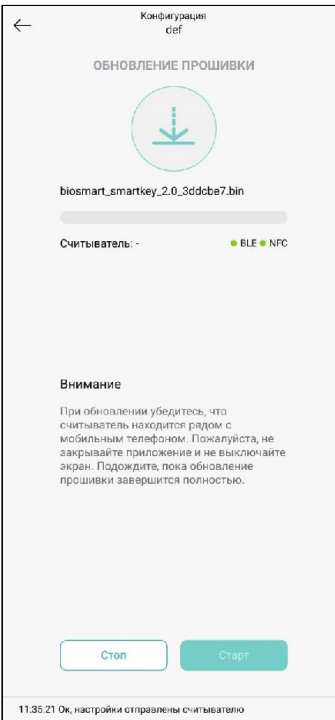 Конфигурация
def
ОБНОВЛЕНИЕ ПРОШИВКИ
biosmart_smartkey_2.0_3ddcbe7.bin
Считыватель: - BLE NFC
Внимание
При обновлении убедитесь, что
считыватель находится рядом с
мобильным телефоном. Пожалуйста, не
закрывайте приложение и не выключайте
экран. Подождите, пока обновление
прошивки завершится полностью.
Стоп Старт
11:35.21 Ок, настройки отправлены считывателю